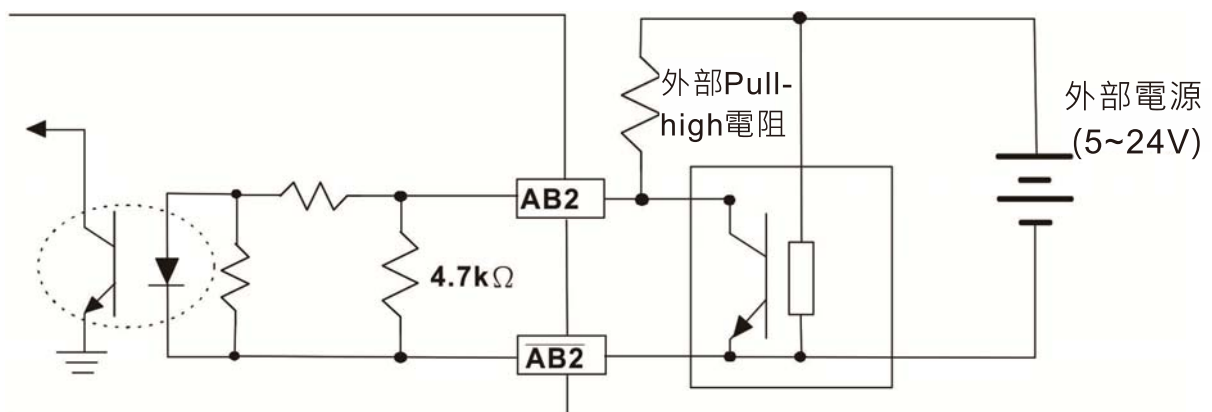 外部Pull-
high電阻
外部電源
(5~24V)
AB2
4.7kΩ
A̅B̅2̅